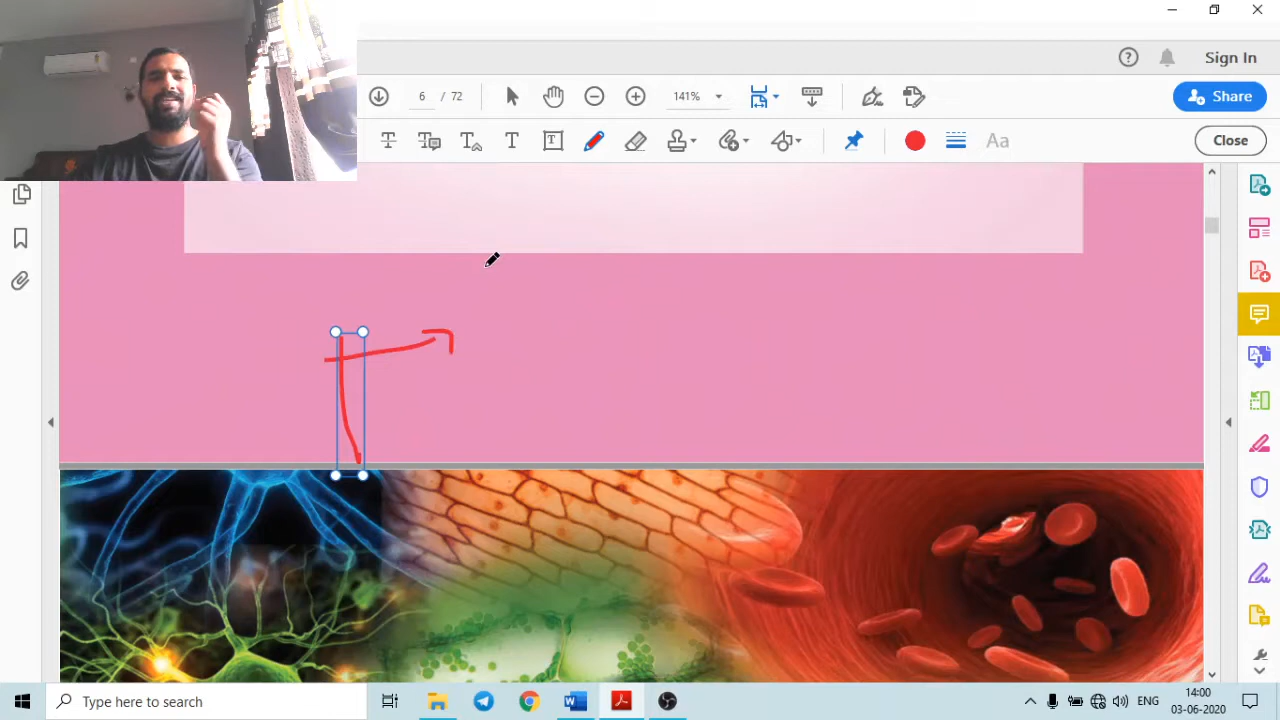 Sign In
6 / 72
141%
Share
T T T T T
Aa
Close
Type here to search
ENG
14:00
03-06-2020